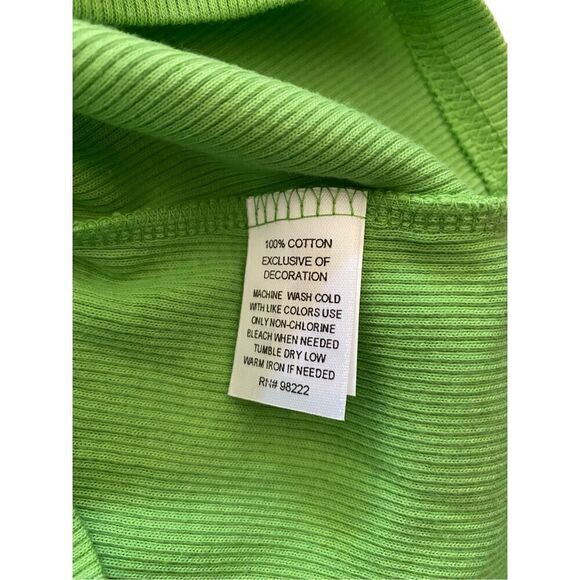 100% COTTON
EXCLUSIVE OF
DECORATION
MACHINE WASH COLD
WITH LIKE COLORS USE
ONLY NON-CHLORINE
BLEACH WHEN NEEDED
TUMBLE DRY LOW
WARM IRON IF NEEDED
RN# 98222